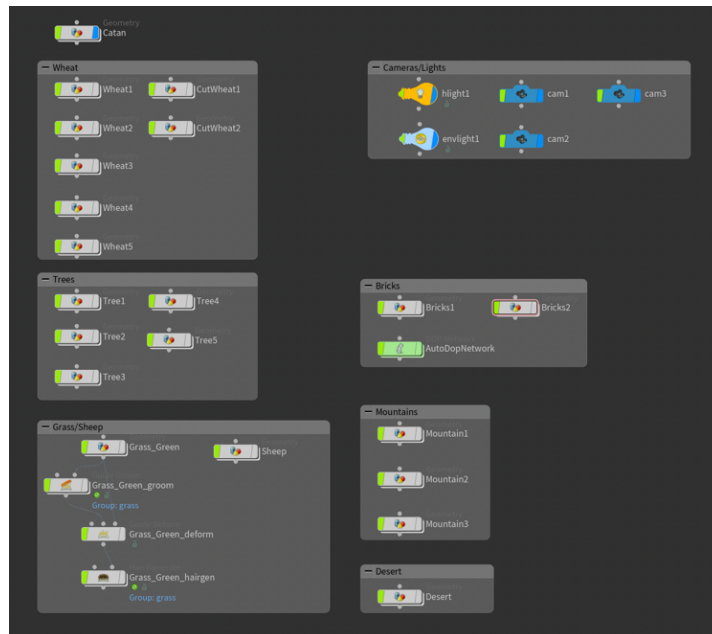 Geometry
Catan
Wheat
Wheat1
CutWheat1
Wheat2
CutWheat2
Wheat3
Wheat4
Wheat5
Cameras/Lights
hlight1
cam1
cam3
envlight1
cam2
Trees
Tree1
Tree4
Tree2
Tree5
Tree3
Bricks
Bricks1
Bricks2
AutoDopNetwork
Grass/Sheep
Grass_Green
Sheep
Grass_Green_groom
Group: grass
Grass_Green_deform
Grass_Green_hairgen
Group: grass
Mountains
Mountain1
Mountain2
Mountain3
Desert
Desert